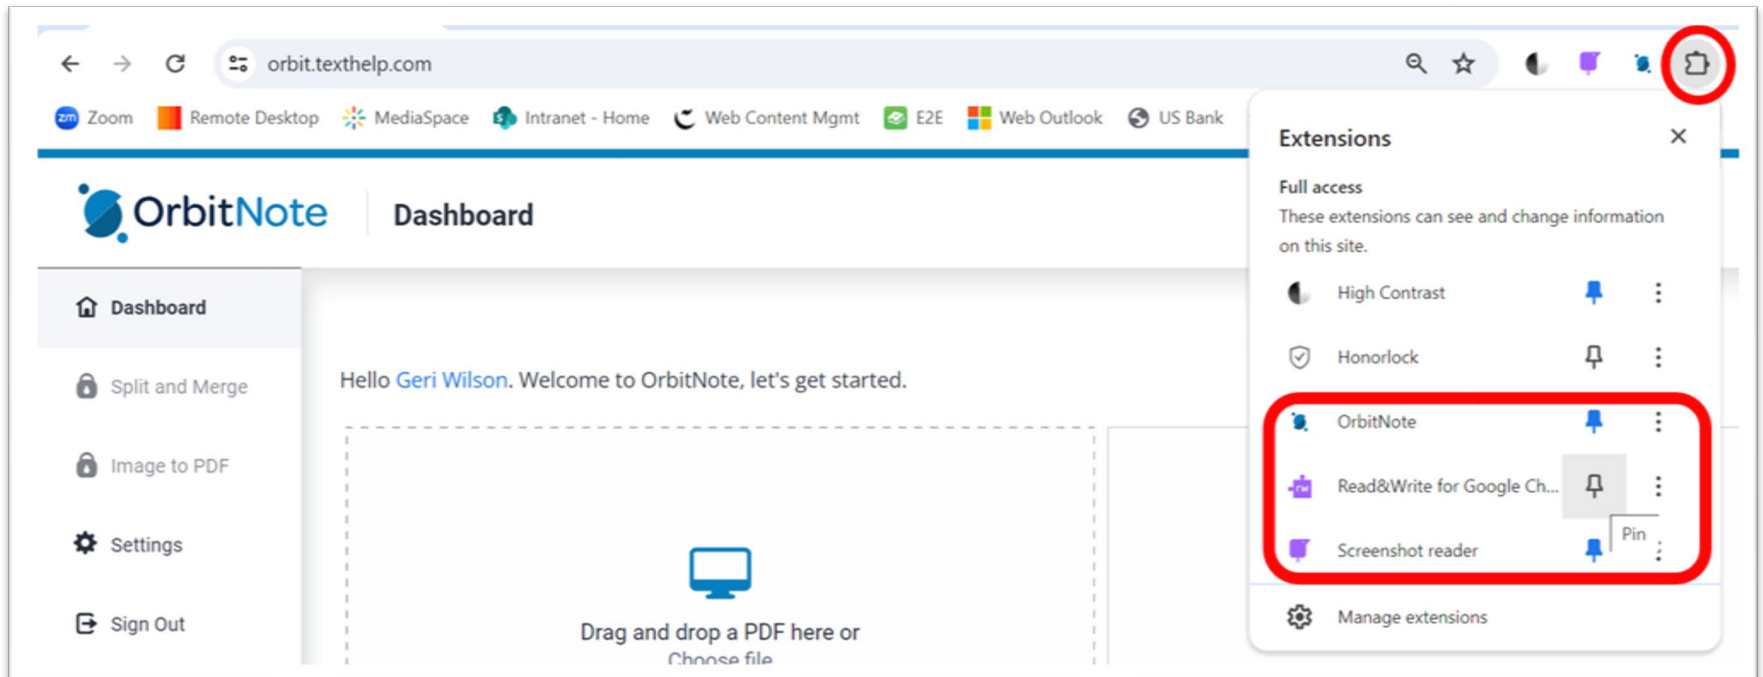 orbit.texthelp.com
zm Zoom Remote Desktop MediaSpace Intranet - Home Web Content Mgmt E2E Web Outlook US Bank
OrbitNote Dashboard
Dashboard
Split and Merge
Image to PDF
Settings
Sign Out
Hello Geri Wilson. Welcome to OrbitNote, let's get started.
Drag and drop a PDF here or
Choose file
Extensions
Full access
These extensions can see and change information
on this site.
High Contrast
Honorlock
OrbitNote
Read&Write for Google Ch...
Pin
Screenshot reader
Manage extensions